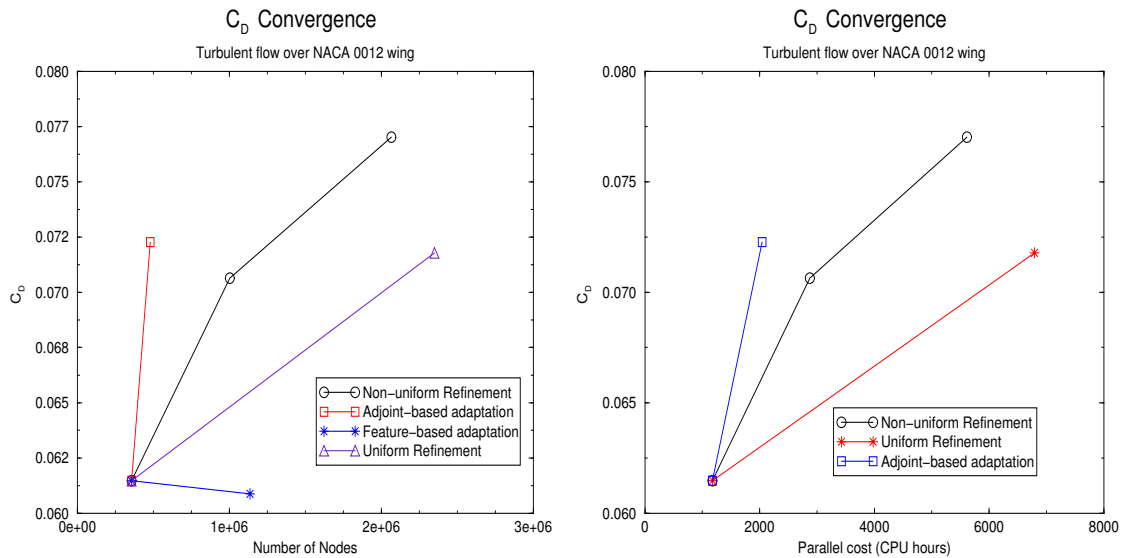 C_D Convergence
Turbulent flow over NACA 0012 wing
0.080
0.077
0.075
0.072
0.070
0.068
0.065
0.062
0.060
C_D
0e+00
1e+06
2e+06
3e+06
Number of Nodes
Non-uniform Refinement
Adjoint-based adaptation
Feature-based adaptation
Uniform Refinement
C_D Convergence
Turbulent flow over NACA 0012 wing
0.080
0.075
0.070
0.065
0.060
C_D
0
2000
4000
6000
8000
Parallel cost (CPU hours)
Non-uniform Refinement
Uniform Refinement
Adjoint-based adaptation